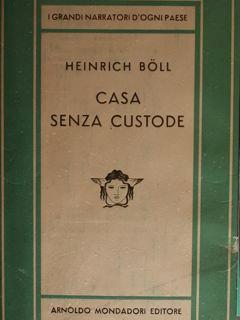 I GRANDI NARRATORI D'OGNI PAESE
HEINRICH BÖLL
CASA
SENZA CUSTODE
ARNOLDO MONDADORI EDITORE